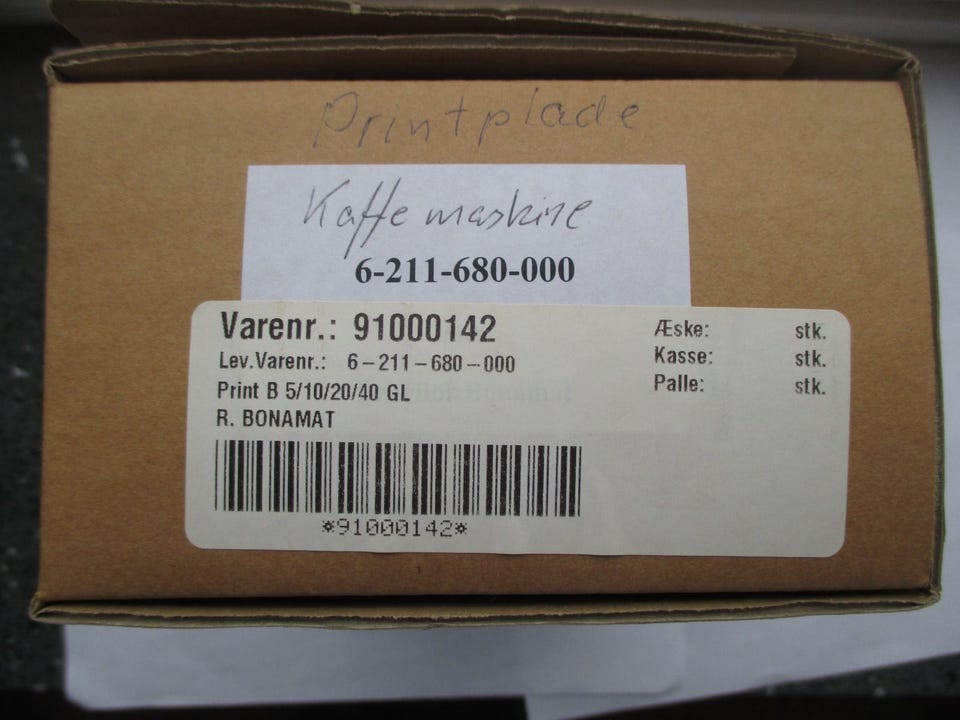 Printplade
Kaffe maskine
6-211-680-000
Varenr.: 91000142
Lev.Varenr.: 6-211-680-000
Print B 5/10/20/40 GL
R. BONAMAT
Æske: stk.
Kasse: stk.
Palle: stk.
*91000142*